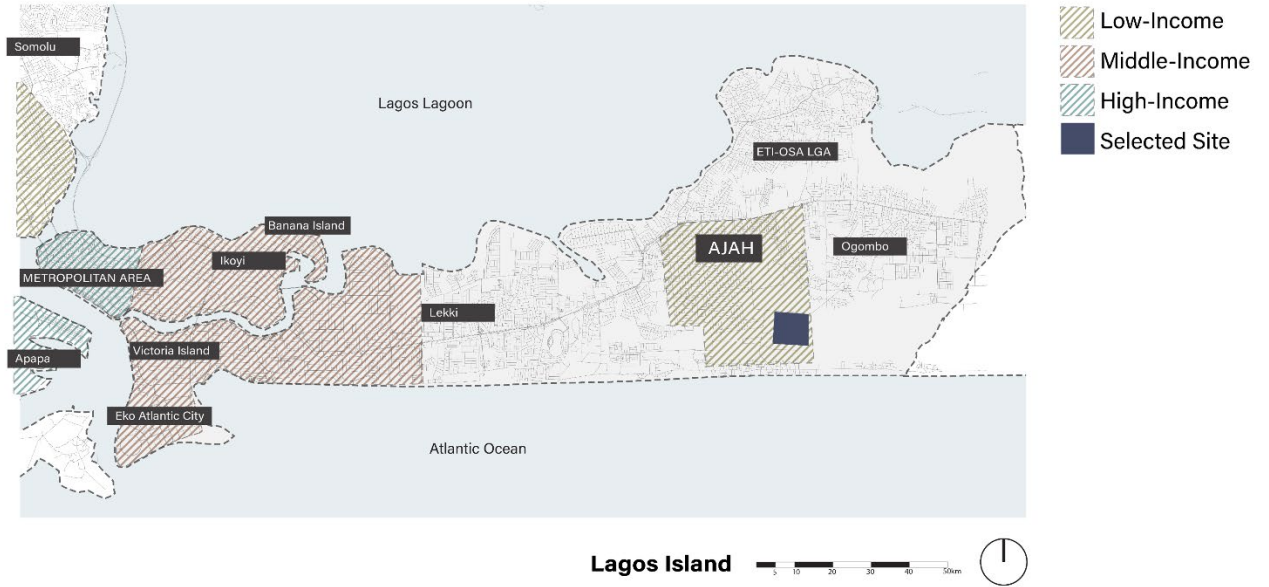 Low-Income
Middle-Income
High-Income
Selected Site
Somolu
Lagos Lagoon
ETI-OSA LGA
Banana Island
AJAH
Ogombo
Ikoyi
METROPOLITAN AREA
Lekki
Victoria Island
Apapa
Eko Atlantic City
Atlantic Ocean
Lagos Island
5 10 20 30 40 50km